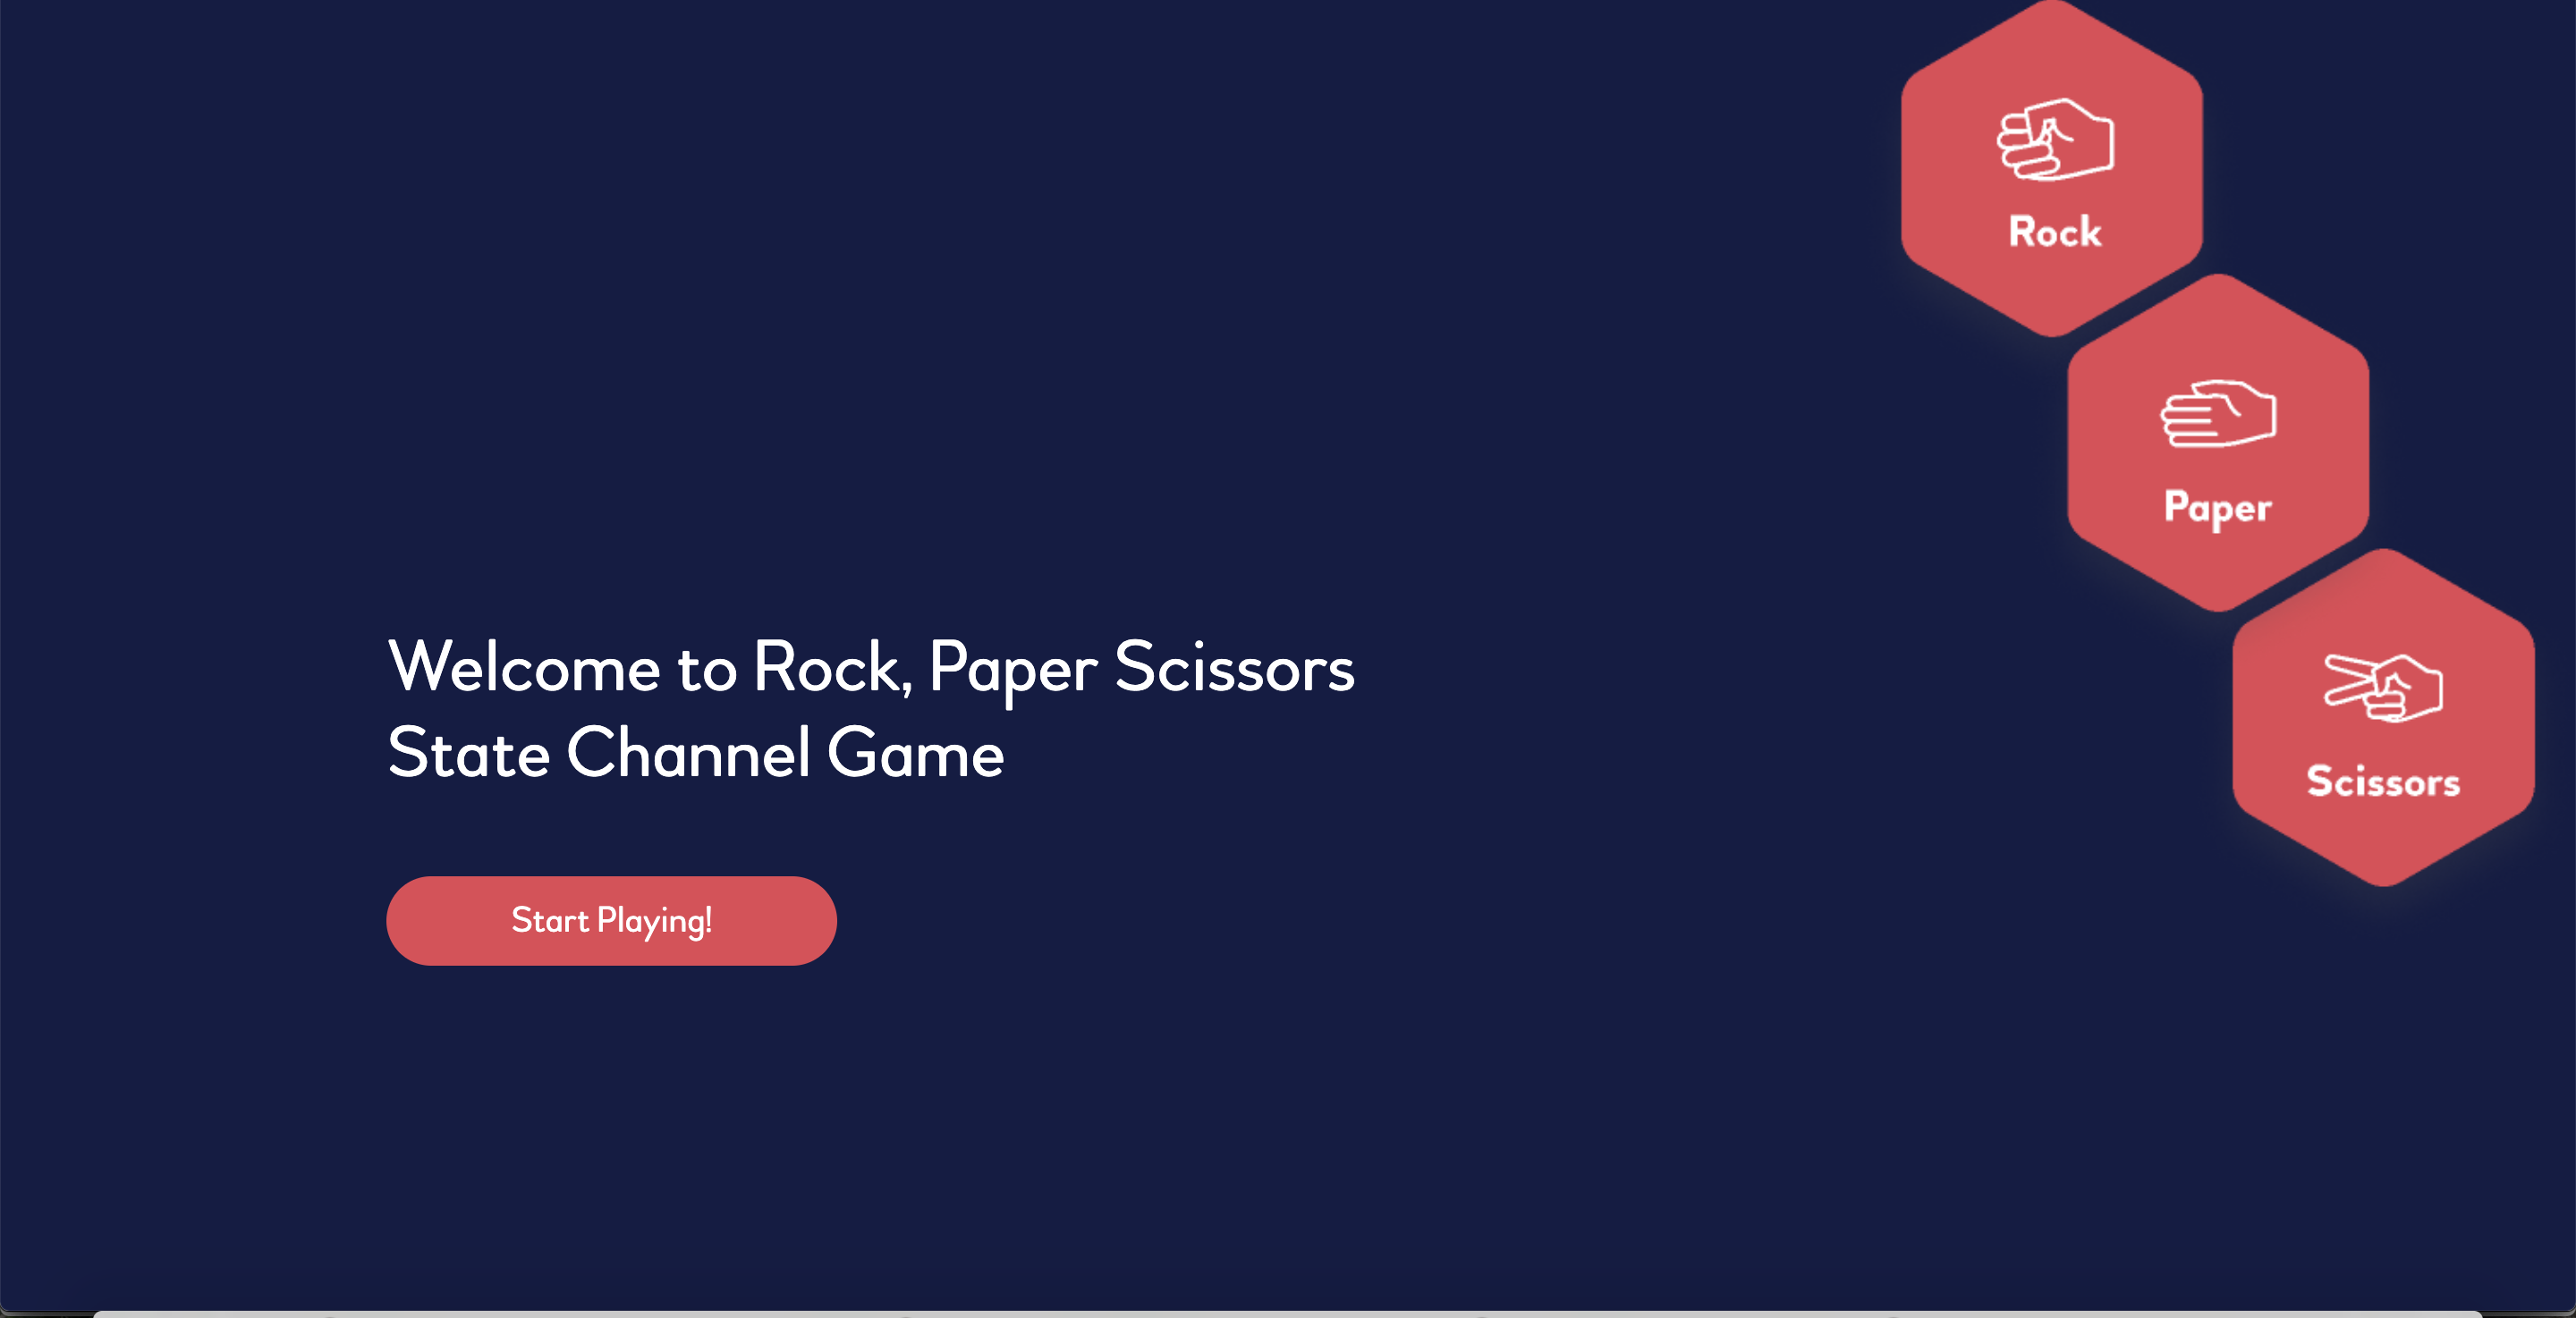 Rock
Paper
Welcome to Rock, Paper Scissors
State Channel Game
Scissors
Start Playing!